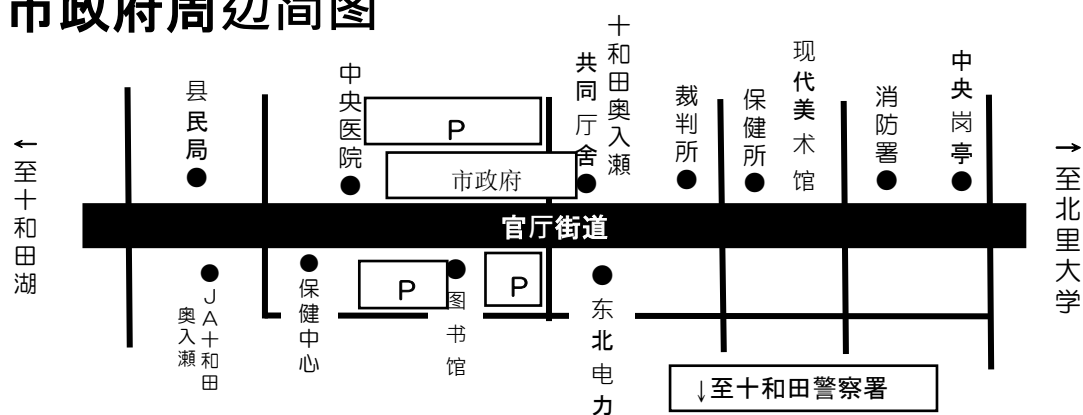 市政府周边简图
←至十和田湖
县民局
中央医院
P
市政府
共同厅舍
十和田奥入瀬
裁判所
保健所
现代美术馆
消防署
中央岗亭
→至北里大学
官厅街道
JA十和田
奥入瀬
保健中心
P
图书馆
P
东北电力
↓至十和田警察署